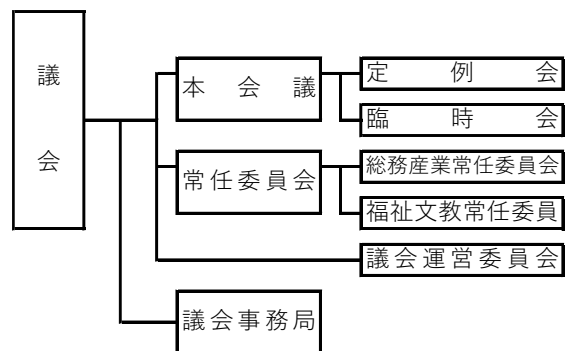 議会
本会議
定例会
臨時会
常任委員会
総務産業常任委員会
福祉文教常任委員
議会運営委員会
議会事務局